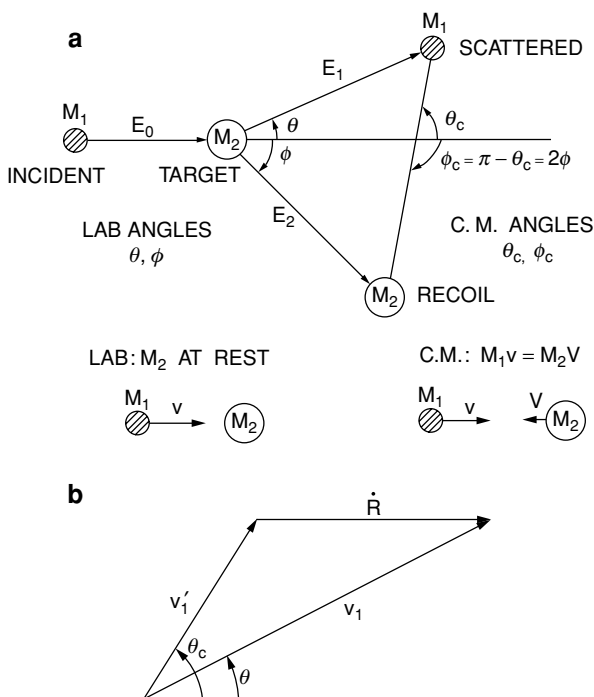 a
M₁
SCATTERED
E₁
M₁
E₀
M₂
θ
θc
ϕ
ϕc = π − θc = 2ϕ
INCIDENT
TARGET
E₂
LAB ANGLES
θ, ϕ
C. M. ANGLES
θc, ϕc
M₂
RECOIL
LAB: M₂ AT REST
C.M.: M₁v = M₂V
M₁
v
M₂
M₁
v
V
M₂
b
Ṙ
v₁′
v₁
θc
θ